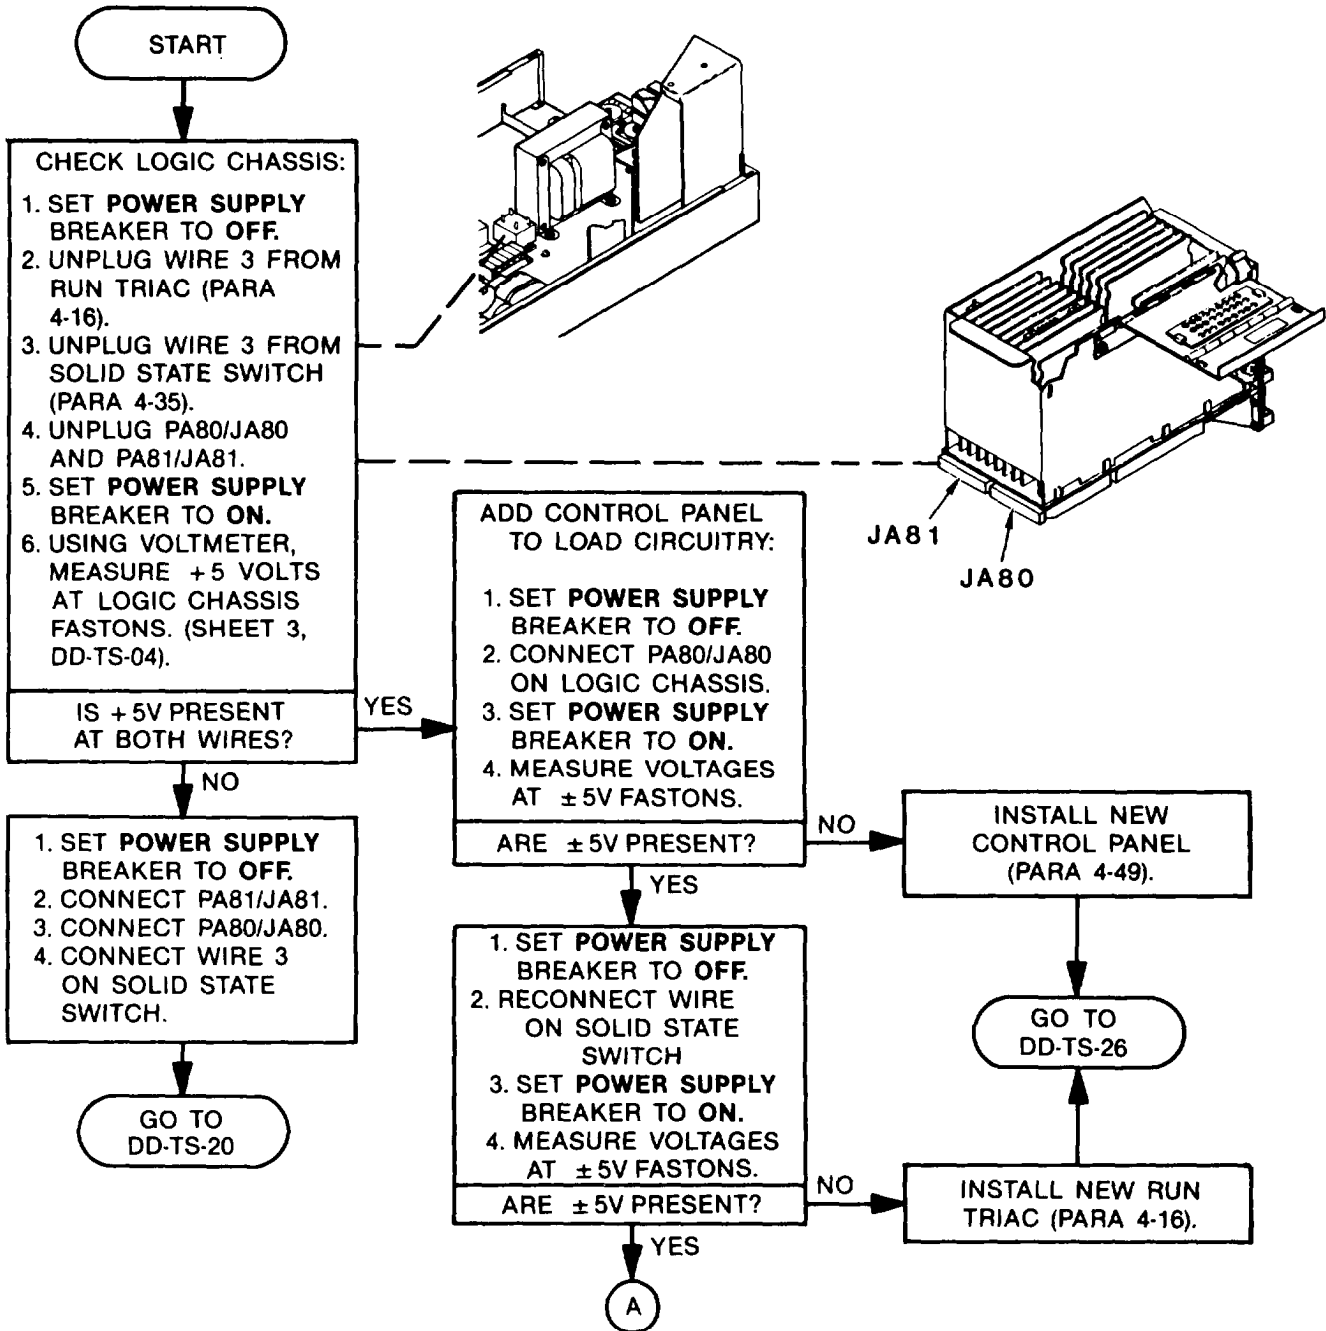 START
CHECK LOGIC CHASSIS:
1. SET POWER SUPPLY
BREAKER TO OFF.
2. UNPLUG WIRE 3 FROM
RUN TRIAC (PARA
4-16).
3. UNPLUG WIRE 3 FROM
SOLID STATE SWITCH
(PARA 4-35).
4. UNPLUG PA80/JA80
AND PA81/JA81.
5. SET POWER SUPPLY
BREAKER TO ON.
6. USING VOLTMETER,
MEASURE +5 VOLTS
AT LOGIC CHASSIS
FASTONS. (SHEET 3,
DD-TS-04).
IS +5V PRESENT
AT BOTH WIRES?
YES
NO
1. SET POWER SUPPLY
BREAKER TO OFF.
2. CONNECT PA81/JA81.
3. CONNECT PA80/JA80.
4. CONNECT WIRE 3
ON SOLID STATE
SWITCH.
GO TO
DD-TS-20
ADD CONTROL PANEL
TO LOAD CIRCUITRY:
1. SET POWER SUPPLY
BREAKER TO OFF.
2. CONNECT PA80/JA80
ON LOGIC CHASSIS.
3. SET POWER SUPPLY
BREAKER TO ON.
4. MEASURE VOLTAGES
AT ±5V FASTONS.
ARE ±5V PRESENT?
NO
YES
1. SET POWER SUPPLY
BREAKER TO OFF.
2. RECONNECT WIRE
ON SOLID STATE
SWITCH
3. SET POWER SUPPLY
BREAKER TO ON.
4. MEASURE VOLTAGES
AT ±5V FASTONS.
ARE ±5V PRESENT?
NO
YES
A
JA81
JA80
INSTALL NEW
CONTROL PANEL
(PARA 4-49).
GO TO
DD-TS-26
INSTALL NEW RUN
TRIAC (PARA 4-16).